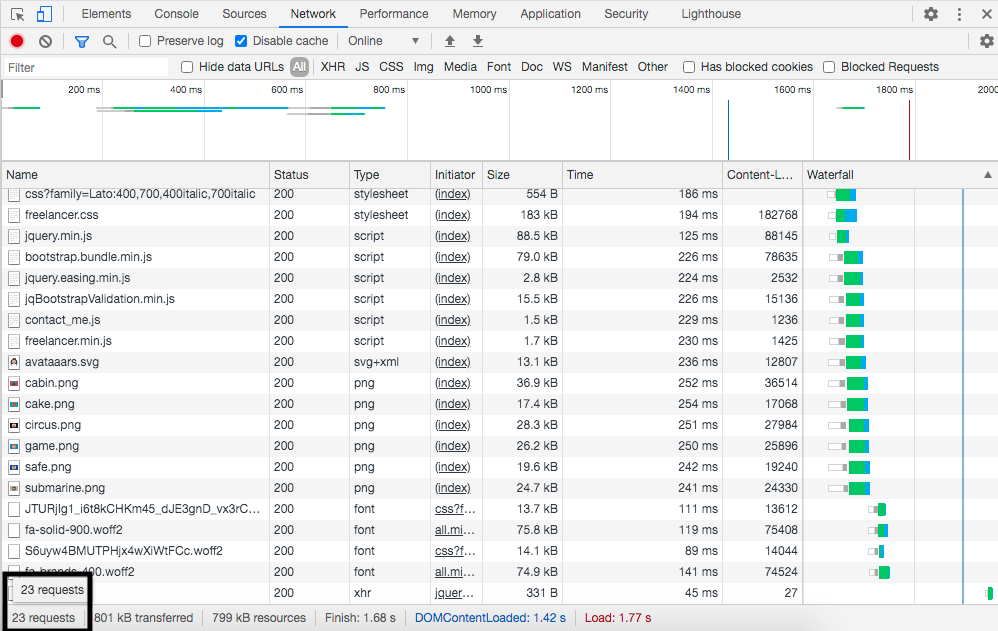 Elements Console Sources Network Performance Memory Application Security Lighthouse
Preserve log Disable cache Online
Filter Hide data URLs All XHR JS CSS Img Media Font Doc WS Manifest Other Has blocked cookies Blocked Requests
200 ms 400 ms 600 ms 800 ms 1000 ms 1200 ms 1400 ms 1600 ms 1800 ms 2000
Name Status Type Initiator Size Time Content-L... Waterfall
css?family=Lato:400,700,400italic,700italic 200 stylesheet (index) 554 B 186 ms
freelancer.css 200 stylesheet (index) 183 kB 194 ms 182768
jquery.min.js 200 script (index) 88.5 kB 125 ms 88145
bootstrap.bundle.min.js 200 script (index) 79.0 kB 226 ms 78635
jquery.easing.min.js 200 script (index) 2.8 kB 224 ms 2532
jqBootstrapValidation.min.js 200 script (index) 15.5 kB 226 ms 15136
contact_me.js 200 script (index) 1.5 kB 229 ms 1236
freelancer.min.js 200 script (index) 1.7 kB 230 ms 1425
avataaars.svg 200 svg+xml (index) 13.1 kB 236 ms 12807
cabin.png 200 png (index) 36.9 kB 252 ms 36514
cake.png 200 png (index) 17.4 kB 254 ms 17068
circus.png 200 png (index) 28.3 kB 251 ms 27984
game.png 200 png (index) 26.2 kB 250 ms 25896
safe.png 200 png (index) 19.6 kB 242 ms 19240
submarine.png 200 png (index) 24.7 kB 241 ms 24330
JTURjIg1_i6t8kCHKm45_dJE3gnD_vx3rC... 200 font css?f... 13.7 kB 111 ms 13612
fa-solid-900.woff2 200 font all.mi... 75.8 kB 119 ms 75408
S6uyw4BMUTPHjx4wXiWtFCc.woff2 200 font css?f... 14.1 kB 89 ms 14044
fa-brands-400.woff2 200 font all.mi... 74.9 kB 141 ms 74524
23 requests 200 xhr jquer... 331 B 45 ms 27
23 requests 801 kB transferred 799 kB resources Finish: 1.68 s DOMContentLoaded: 1.42 s Load: 1.77 s